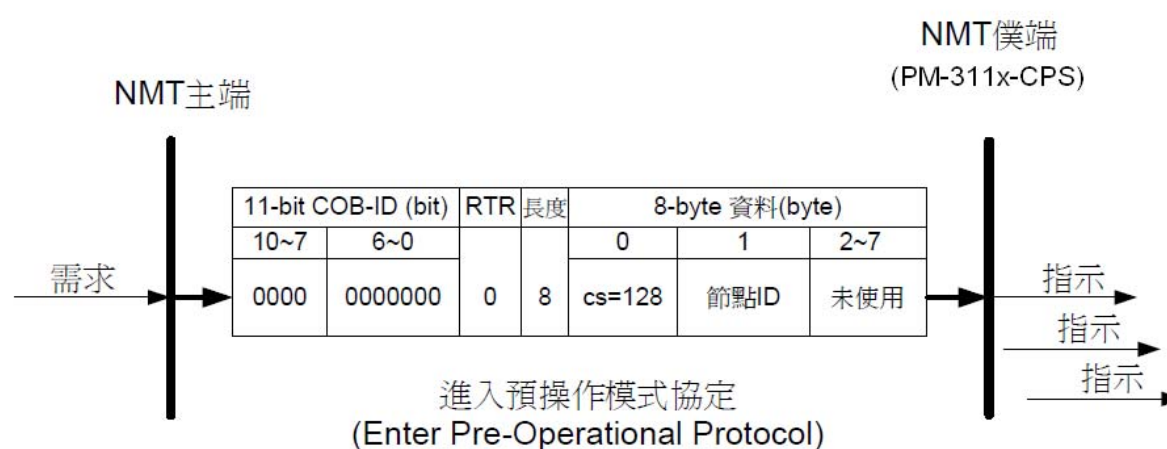 NMT僕端
(PM-311x-CPS)
NMT主端
11-bit COB-ID (bit) RTR 長度 8-byte 資料(byte)
10~7 6~0 0 1 2~7
需求 0000 0000000 0 8 cs=128 節點ID 未使用 指示
指示
指示
進入預操作模式協定
(Enter Pre-Operational Protocol)